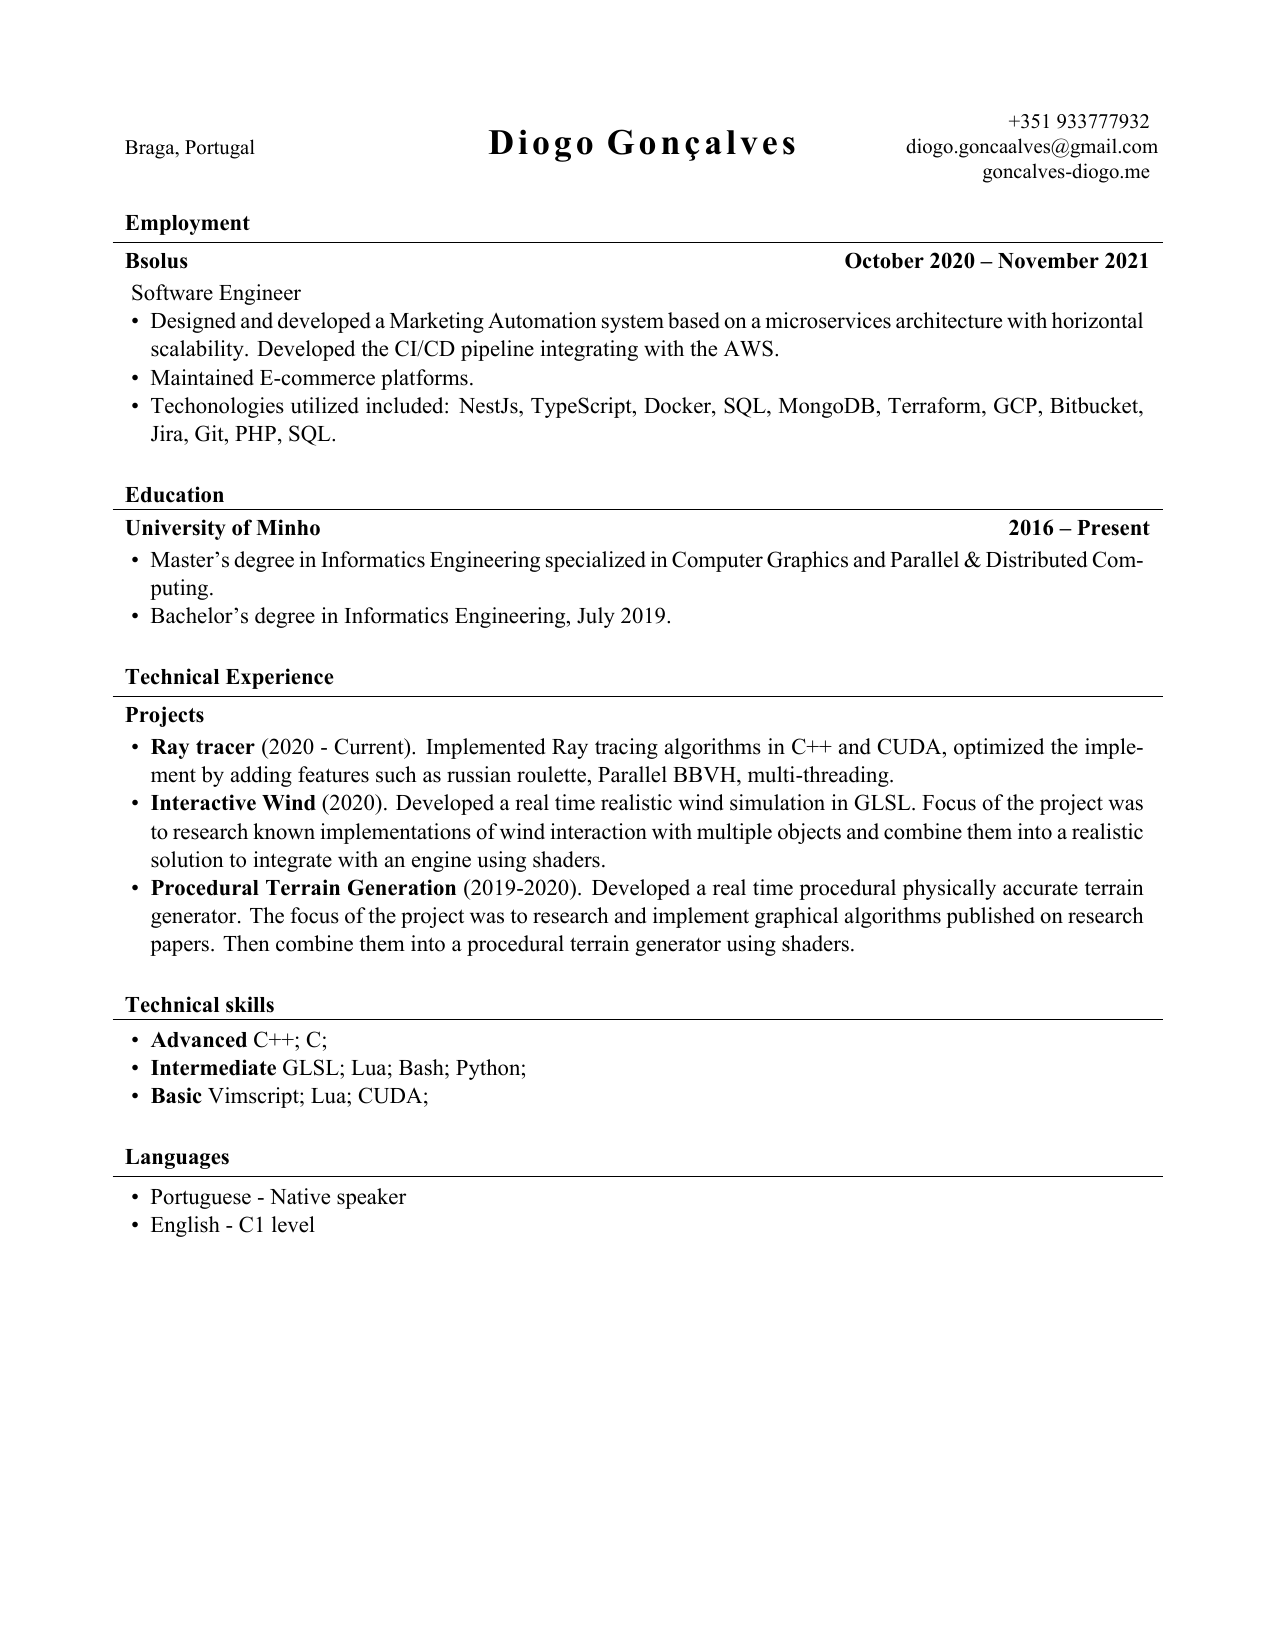 Braga, Portugal
Diogo Gonçalves
+351 933777932
diogo.goncaalves@gmail.com
goncalves-diogo.me
Employment
Bsolus October 2020 – November 2021
Software Engineer
• Designed and developed a Marketing Automation system based on a microservices architecture with horizontal
scalability. Developed the CI/CD pipeline integrating with the AWS.
• Maintained E-commerce platforms.
• Techonologies utilized included: NestJs, TypeScript, Docker, SQL, MongoDB, Terraform, GCP, Bitbucket,
Jira, Git, PHP, SQL.
Education
University of Minho 2016 – Present
• Master’s degree in Informatics Engineering specialized in Computer Graphics and Parallel & Distributed Com-
puting.
• Bachelor’s degree in Informatics Engineering, July 2019.
Technical Experience
Projects
• Ray tracer (2020 - Current). Implemented Ray tracing algorithms in C++ and CUDA, optimized the imple-
ment by adding features such as russian roulette, Parallel BBVH, multi-threading.
• Interactive Wind (2020). Developed a real time realistic wind simulation in GLSL. Focus of the project was
to research known implementations of wind interaction with multiple objects and combine them into a realistic
solution to integrate with an engine using shaders.
• Procedural Terrain Generation (2019-2020). Developed a real time procedural physically accurate terrain
generator. The focus of the project was to research and implement graphical algorithms published on research
papers. Then combine them into a procedural terrain generator using shaders.
Technical skills
• Advanced C++; C;
• Intermediate GLSL; Lua; Bash; Python;
• Basic Vimscript; Lua; CUDA;
Languages
• Portuguese - Native speaker
• English - C1 level